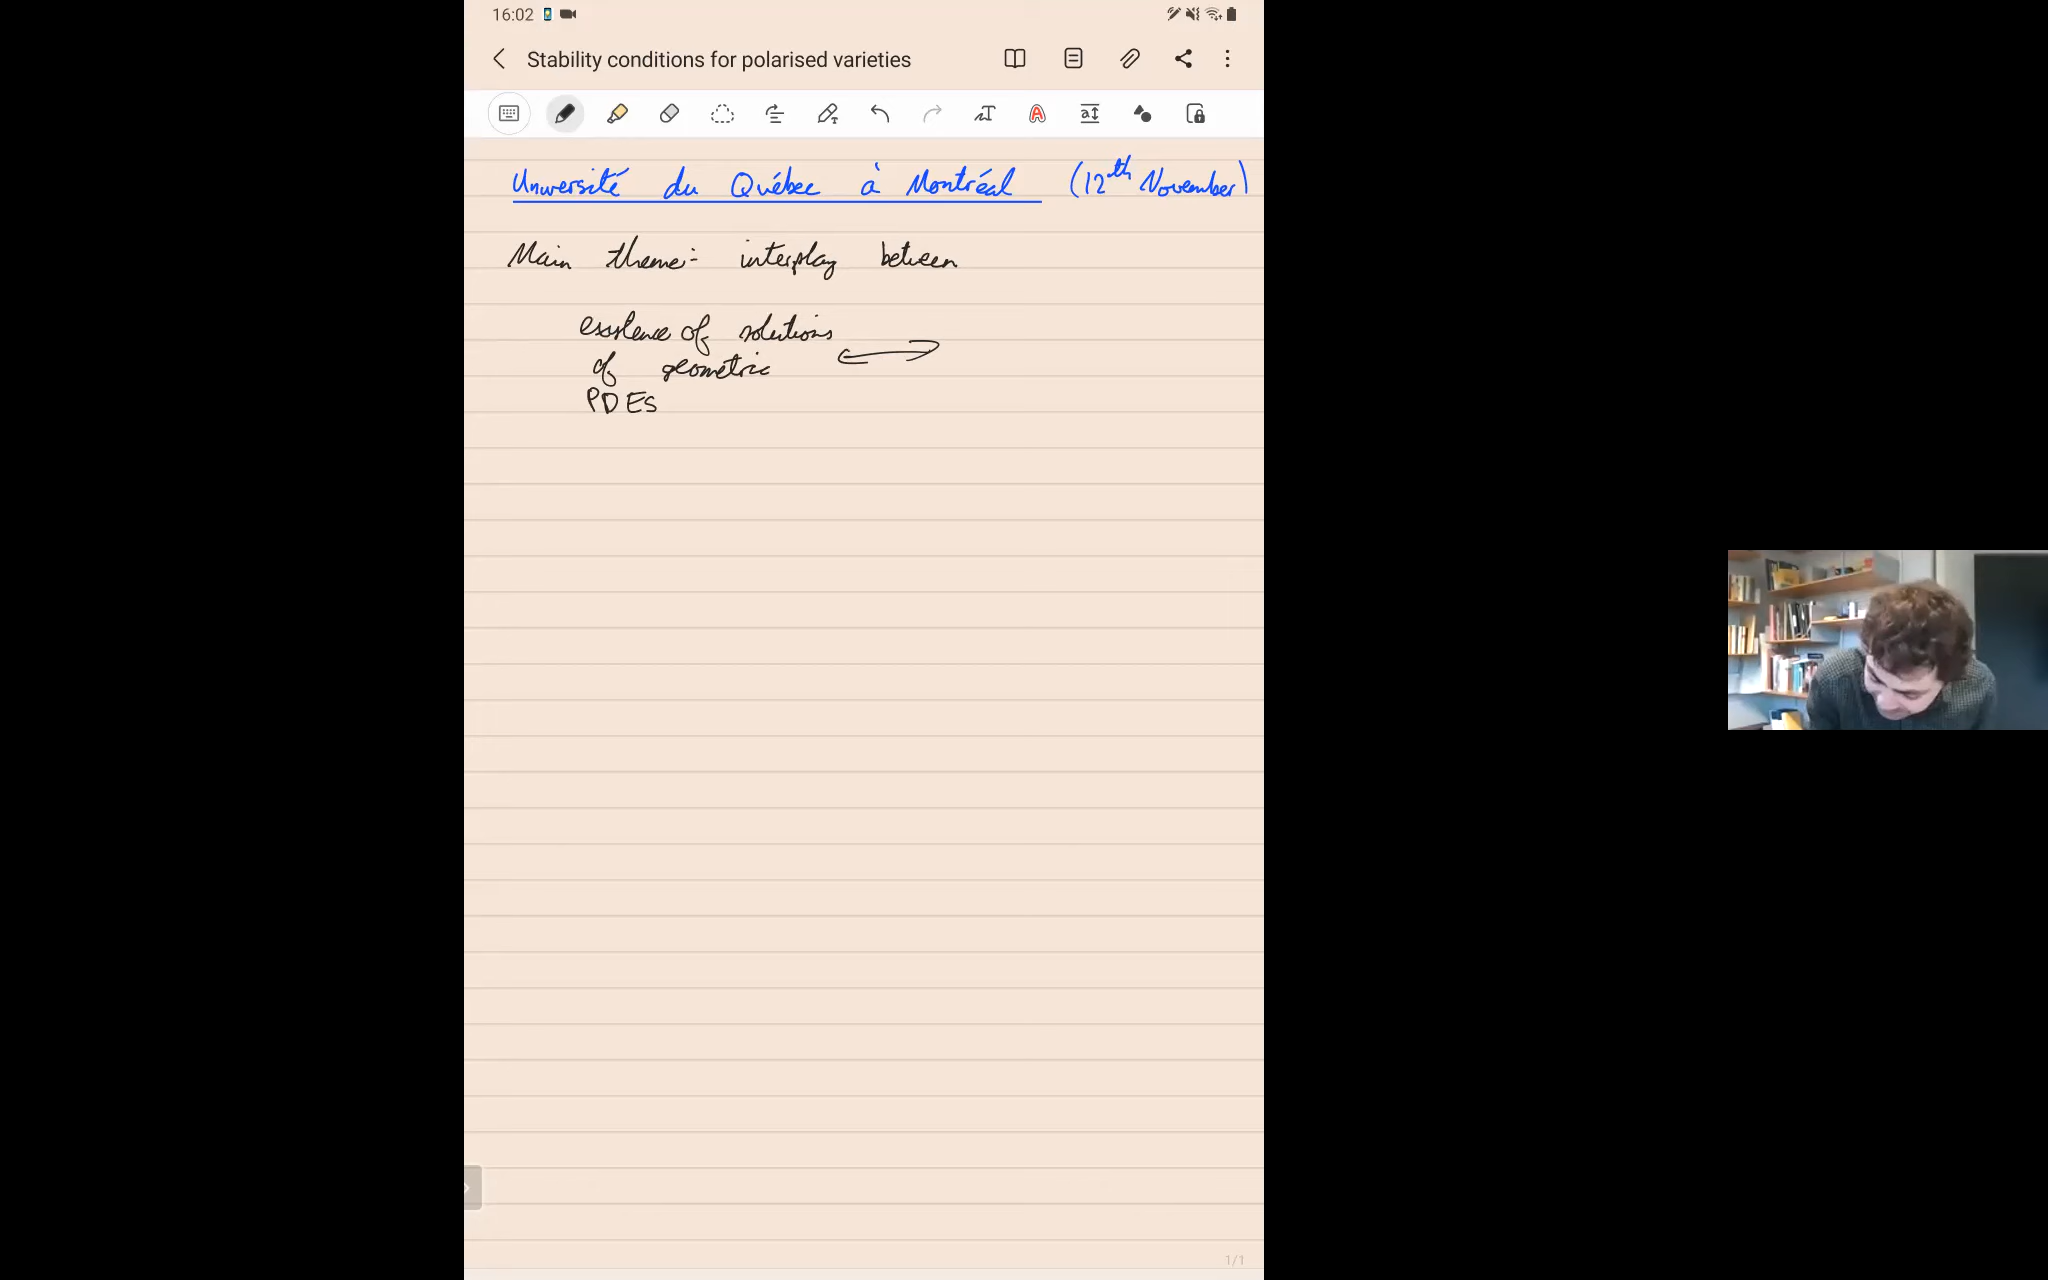 16:02
Stability conditions for polarised varieties
Université du Québec à Montréal (12th November)
Main theme:- interplay between
existence of solutions
of geometric
PDEs
1/1